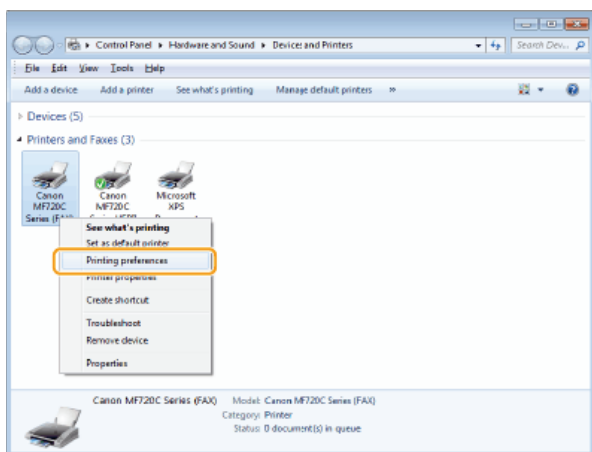 Control Panel ▸ Hardware and Sound ▸ Devices and Printers
Search Dev...
File Edit View Tools Help
Add a device Add a printer See what's printing Manage default printers »
Devices (5)
Printers and Faxes (3)
Canon MF720C Series (FAX)
Canon MF720C
Microsoft XPS
See what's printing
Set as default printer
Printing preferences
Printer properties
Create shortcut
Troubleshoot
Remove device
Properties
Canon MF720C Series (FAX) Model: Canon MF720C Series (FAX)
Category: Printer
Status: 0 document(s) in queue